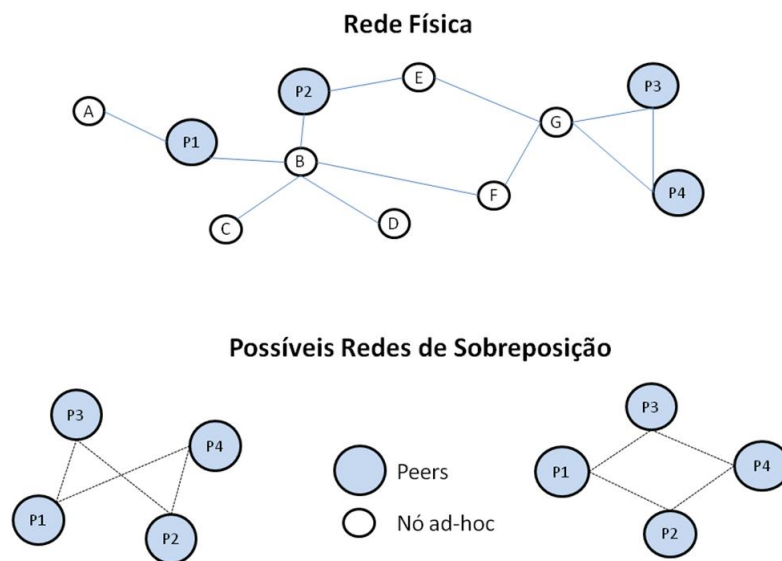 Rede Física
P2
E
P3
A
P1
G
B
F
P4
C
D
Possíveis Redes de Sobreposição
P3
P4
P1
P2
Peers
Nó ad-hoc
P3
P1
P4
P2